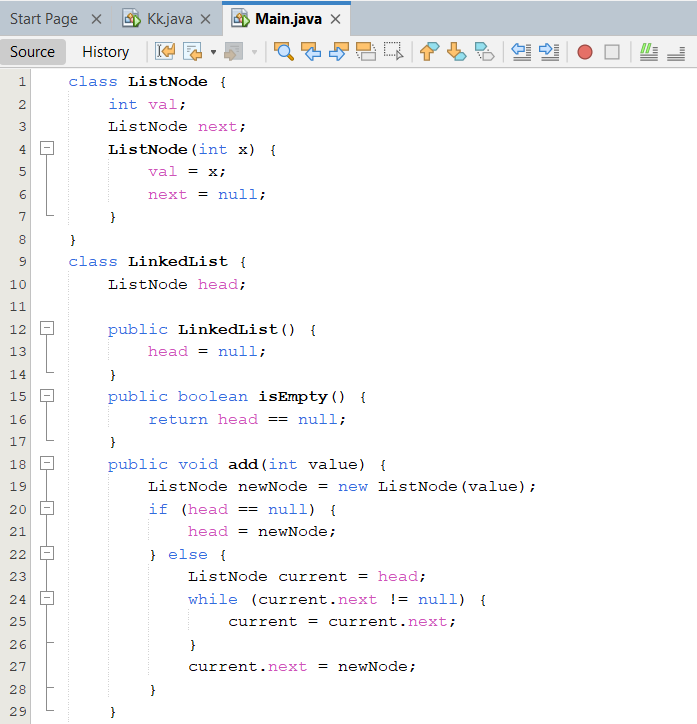 Start Page Kk.java Main.java
Source History
1 class ListNode {
2 int val;
3 ListNode next;
4 ListNode(int x) {
5 val = x;
6 next = null;
7 }
8 }
9 class LinkedList {
10 ListNode head;
11
12 public LinkedList() {
13 head = null;
14 }
15 public boolean isEmpty() {
16 return head == null;
17 }
18 public void add(int value) {
19 ListNode newNode = new ListNode(value);
20 if (head == null) {
21 head = newNode;
22 } else {
23 ListNode current = head;
24 while (current.next != null) {
25 current = current.next;
26 }
27 current.next = newNode;
28 }
29 }